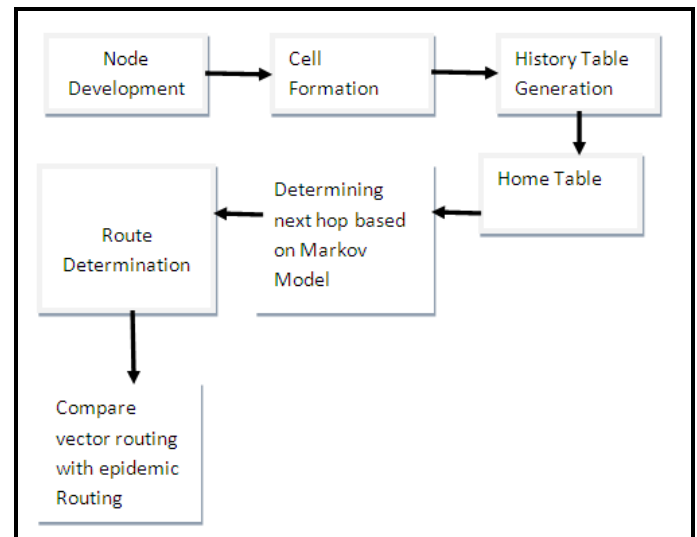 Node
Development
Cell
Formation
History Table
Generation
Home Table
Determining
next hop based
on Markov
Model
Route
Determination
Compare
vector routing
with epidemic
Routing